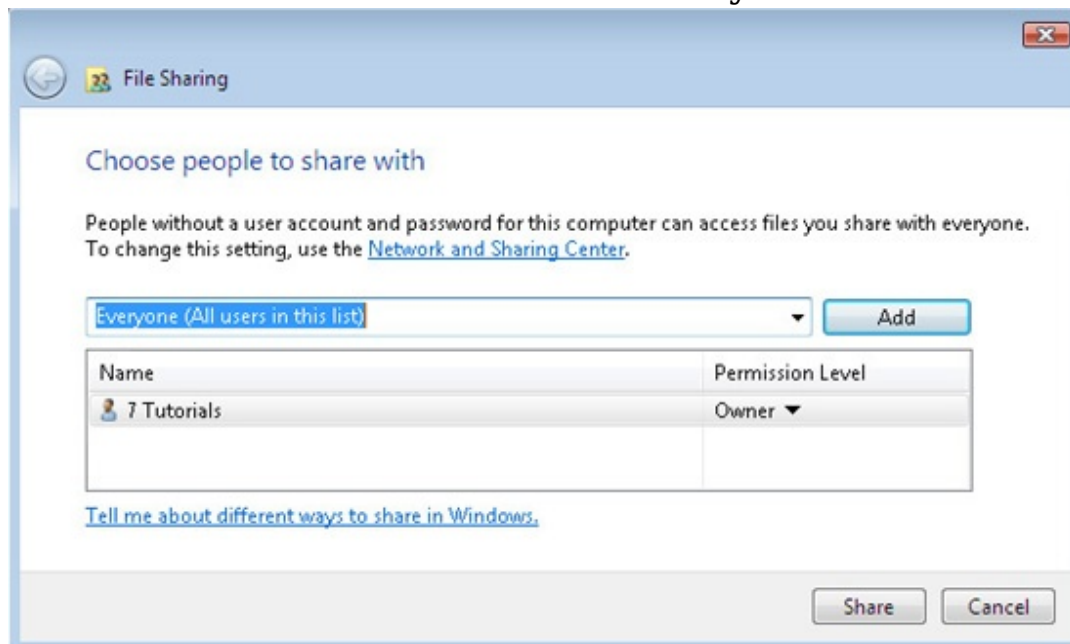 File Sharing
Choose people to share with
People without a user account and password for this computer can access files you share with everyone.
To change this setting, use the Network and Sharing Center.
Everyone (All users in this list)
Add
Name Permission Level
7 Tutorials Owner
Tell me about different ways to share in Windows.
Share Cancel